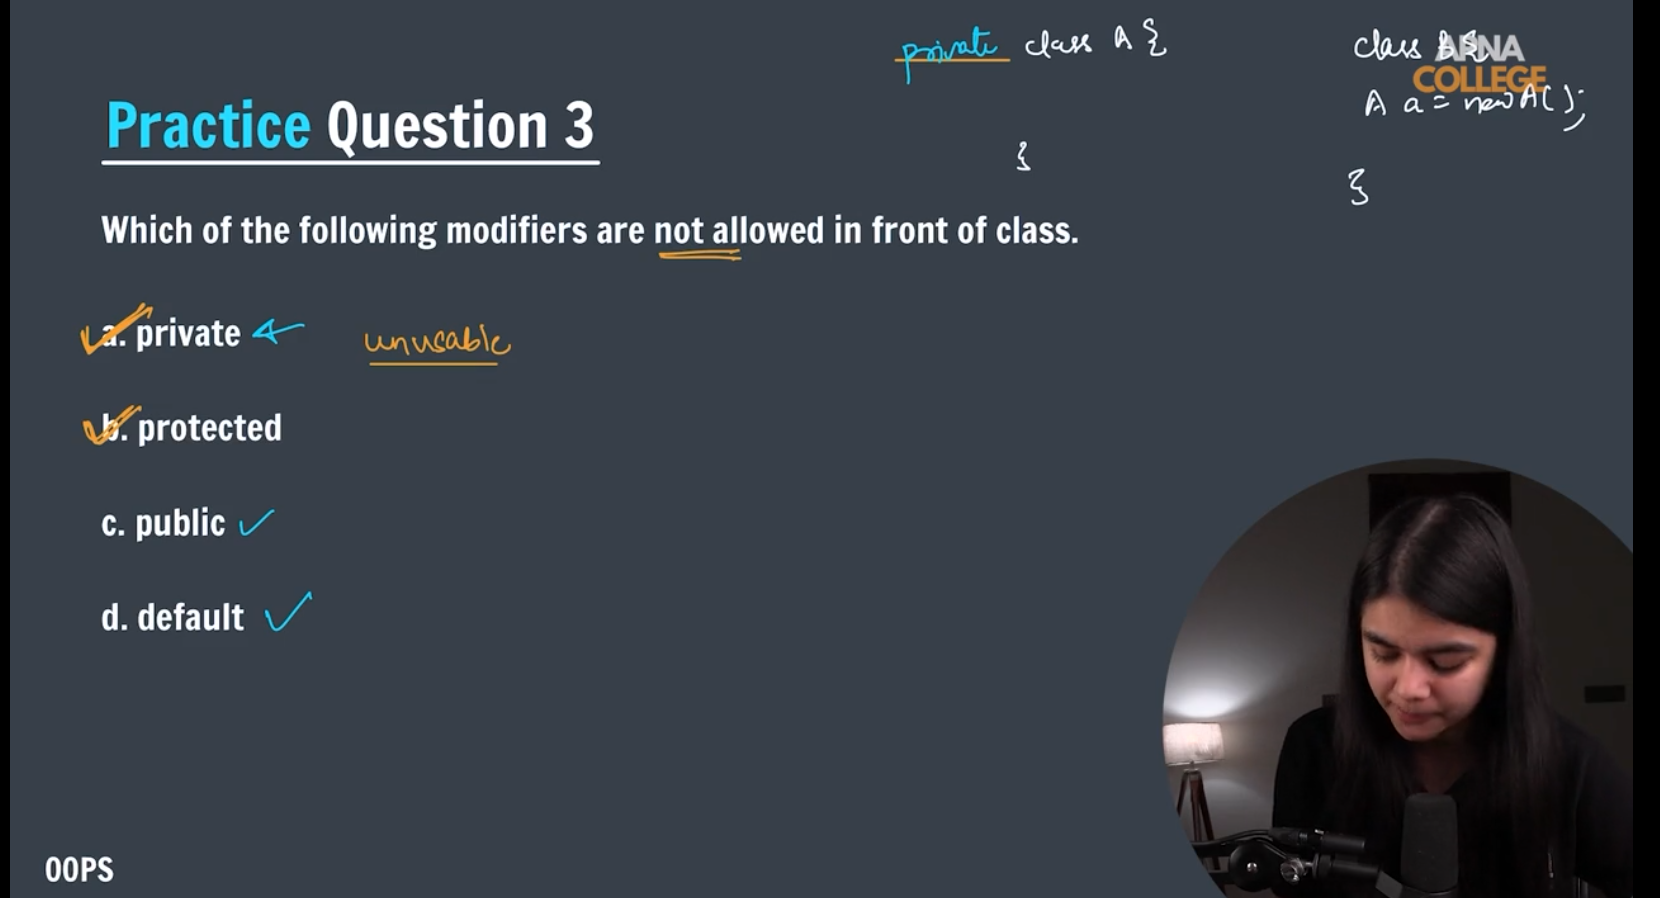 private class A {
}
class B {
A a = new A();
}
APNA
COLLEGE
Practice Question 3
Which of the following modifiers are not allowed in front of class.
a. private
unusable
b. protected
c. public
d. default
OOPS